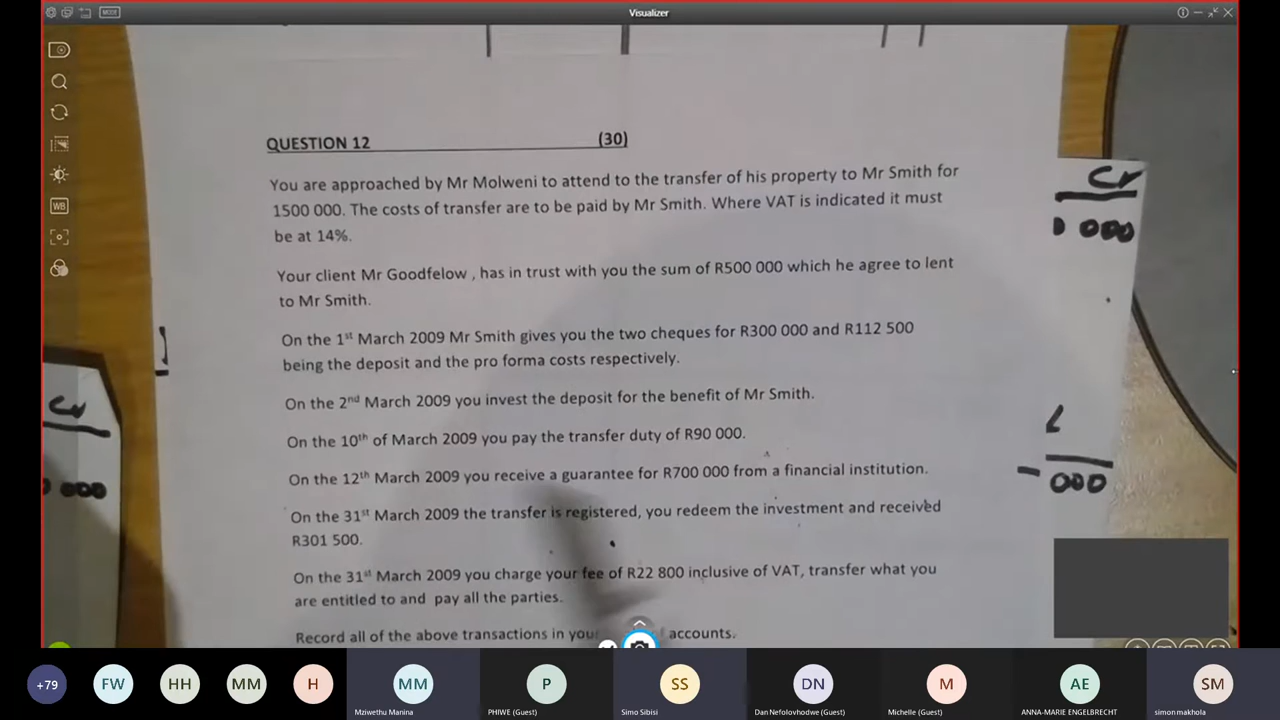 MODE
Visualizer
WB
QUESTION 12 (30)
You are approached by Mr Molweni to attend to the transfer of his property to Mr Smith for
1500 000. The costs of transfer are to be paid by Mr Smith. Where VAT is indicated it must
be at 14%.
Your client Mr Goodfelow , has in trust with you the sum of R500 000 which he agree to lent
to Mr Smith.
On the 1st March 2009 Mr Smith gives you the two cheques for R300 000 and R112 500
being the deposit and the pro forma costs respectively.
On the 2nd March 2009 you invest the deposit for the benefit of Mr Smith.
On the 10th of March 2009 you pay the transfer duty of R90 000.
On the 12th March 2009 you receive a guarantee for R700 000 from a financial institution.
On the 31st March 2009 the transfer is registered, you redeem the investment and received
R301 500.
On the 31st March 2009 you charge your fee of R22 800 inclusive of VAT, transfer what you
are entitled to and pay all the parties.
Record all of the above transactions in your accounts.
Cr
000
Cr
000
000
+79
FW
HH
MM
H
MM
P
SS
DN
M
AE
SM
Mziwethu Manina
PHIWE (Guest)
Simo Sibisi
Dan Nefolovhodwe (Guest)
Michelle (Guest)
ANNA-MARIE ENGELBRECHT
simon makhola